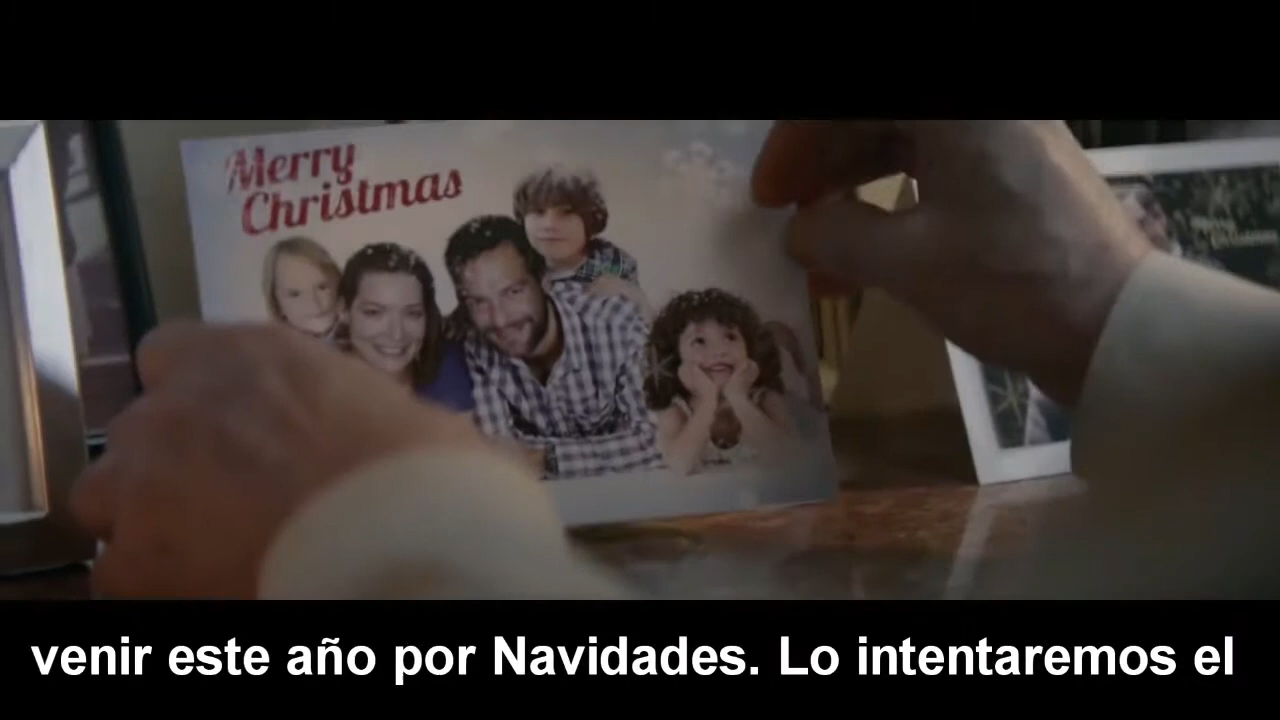 Merry
Christmas
venir este año por Navidades. Lo intentaremos el